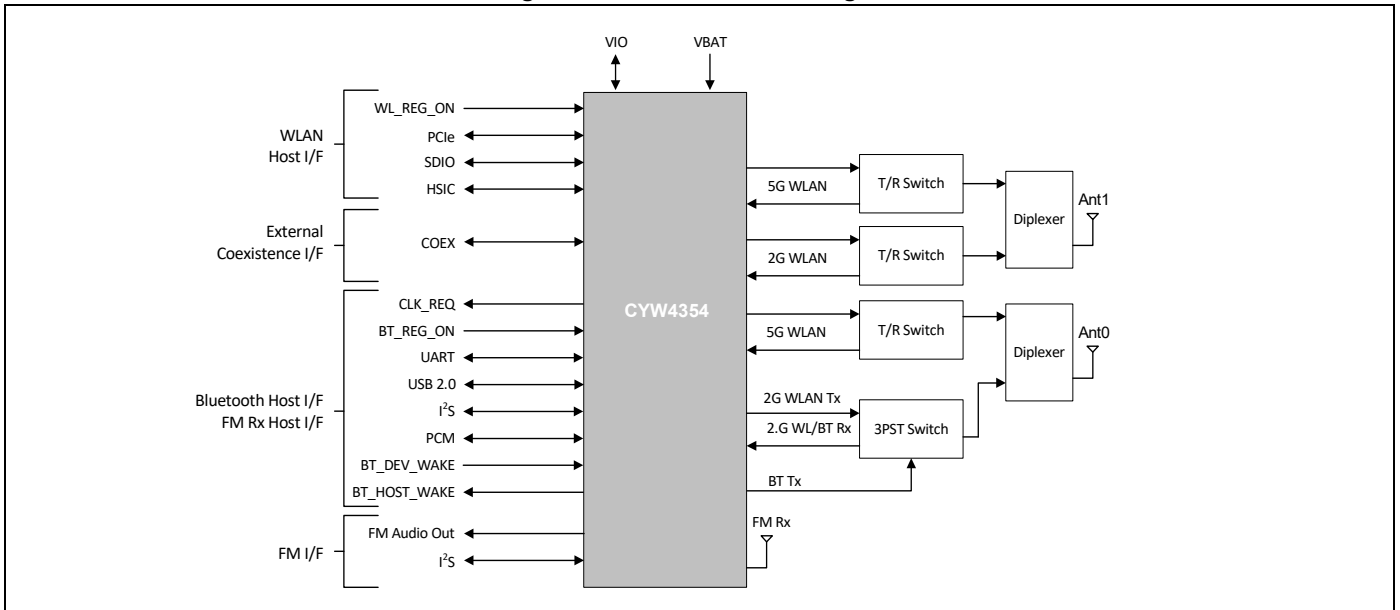 VIO
VBAT
WLAN
Host I/F
WL_REG_ON
PCIe
SDIO
HSIC
External
Coexistence I/F
COEX
Bluetooth Host I/F
FM Rx Host I/F
CLK_REQ
BT_REG_ON
UART
USB 2.0
I²S
PCM
BT_DEV_WAKE
BT_HOST_WAKE
FM I/F
FM Audio Out
I²S
CYW4354
5G WLAN
T/R Switch
2G WLAN
T/R Switch
Diplexer
Ant1
5G WLAN
T/R Switch
2G WLAN Tx
2.G WL/BT Rx
3PST Switch
BT Tx
Diplexer
Ant0
FM Rx